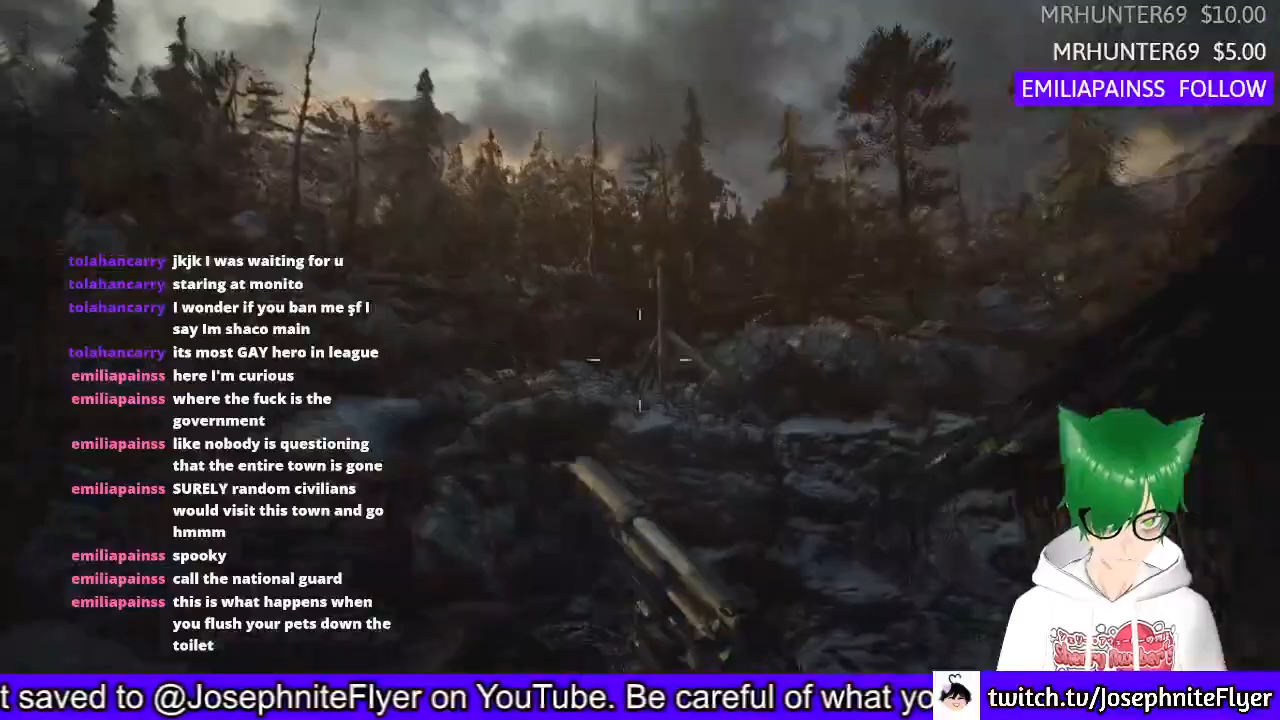 MRHUNTER69 $10.00
MRHUNTER69 $5.00
EMILIAPAINSS FOLLOW
tolahancarry jkjk I was waiting for u
tolahancarry staring at monito
tolahancarry I wonder if you ban me şf I
say Im shaco main
tolahancarry its most GAY hero in league
emiliapainss here I'm curious
emiliapainss where the fuck is the
government
emiliapainss like nobody is questioning
that the entire town is gone
emiliapainss SURELY random civilians
would visit this town and go
hmmm
emiliapainss spooky
emiliapainss call the national guard
emiliapainss this is what happens when
you flush your pets down the
toilet
t saved to @JosephniteFlyer on YouTube. Be careful of what yo
twitch.tv/JosephniteFlyer